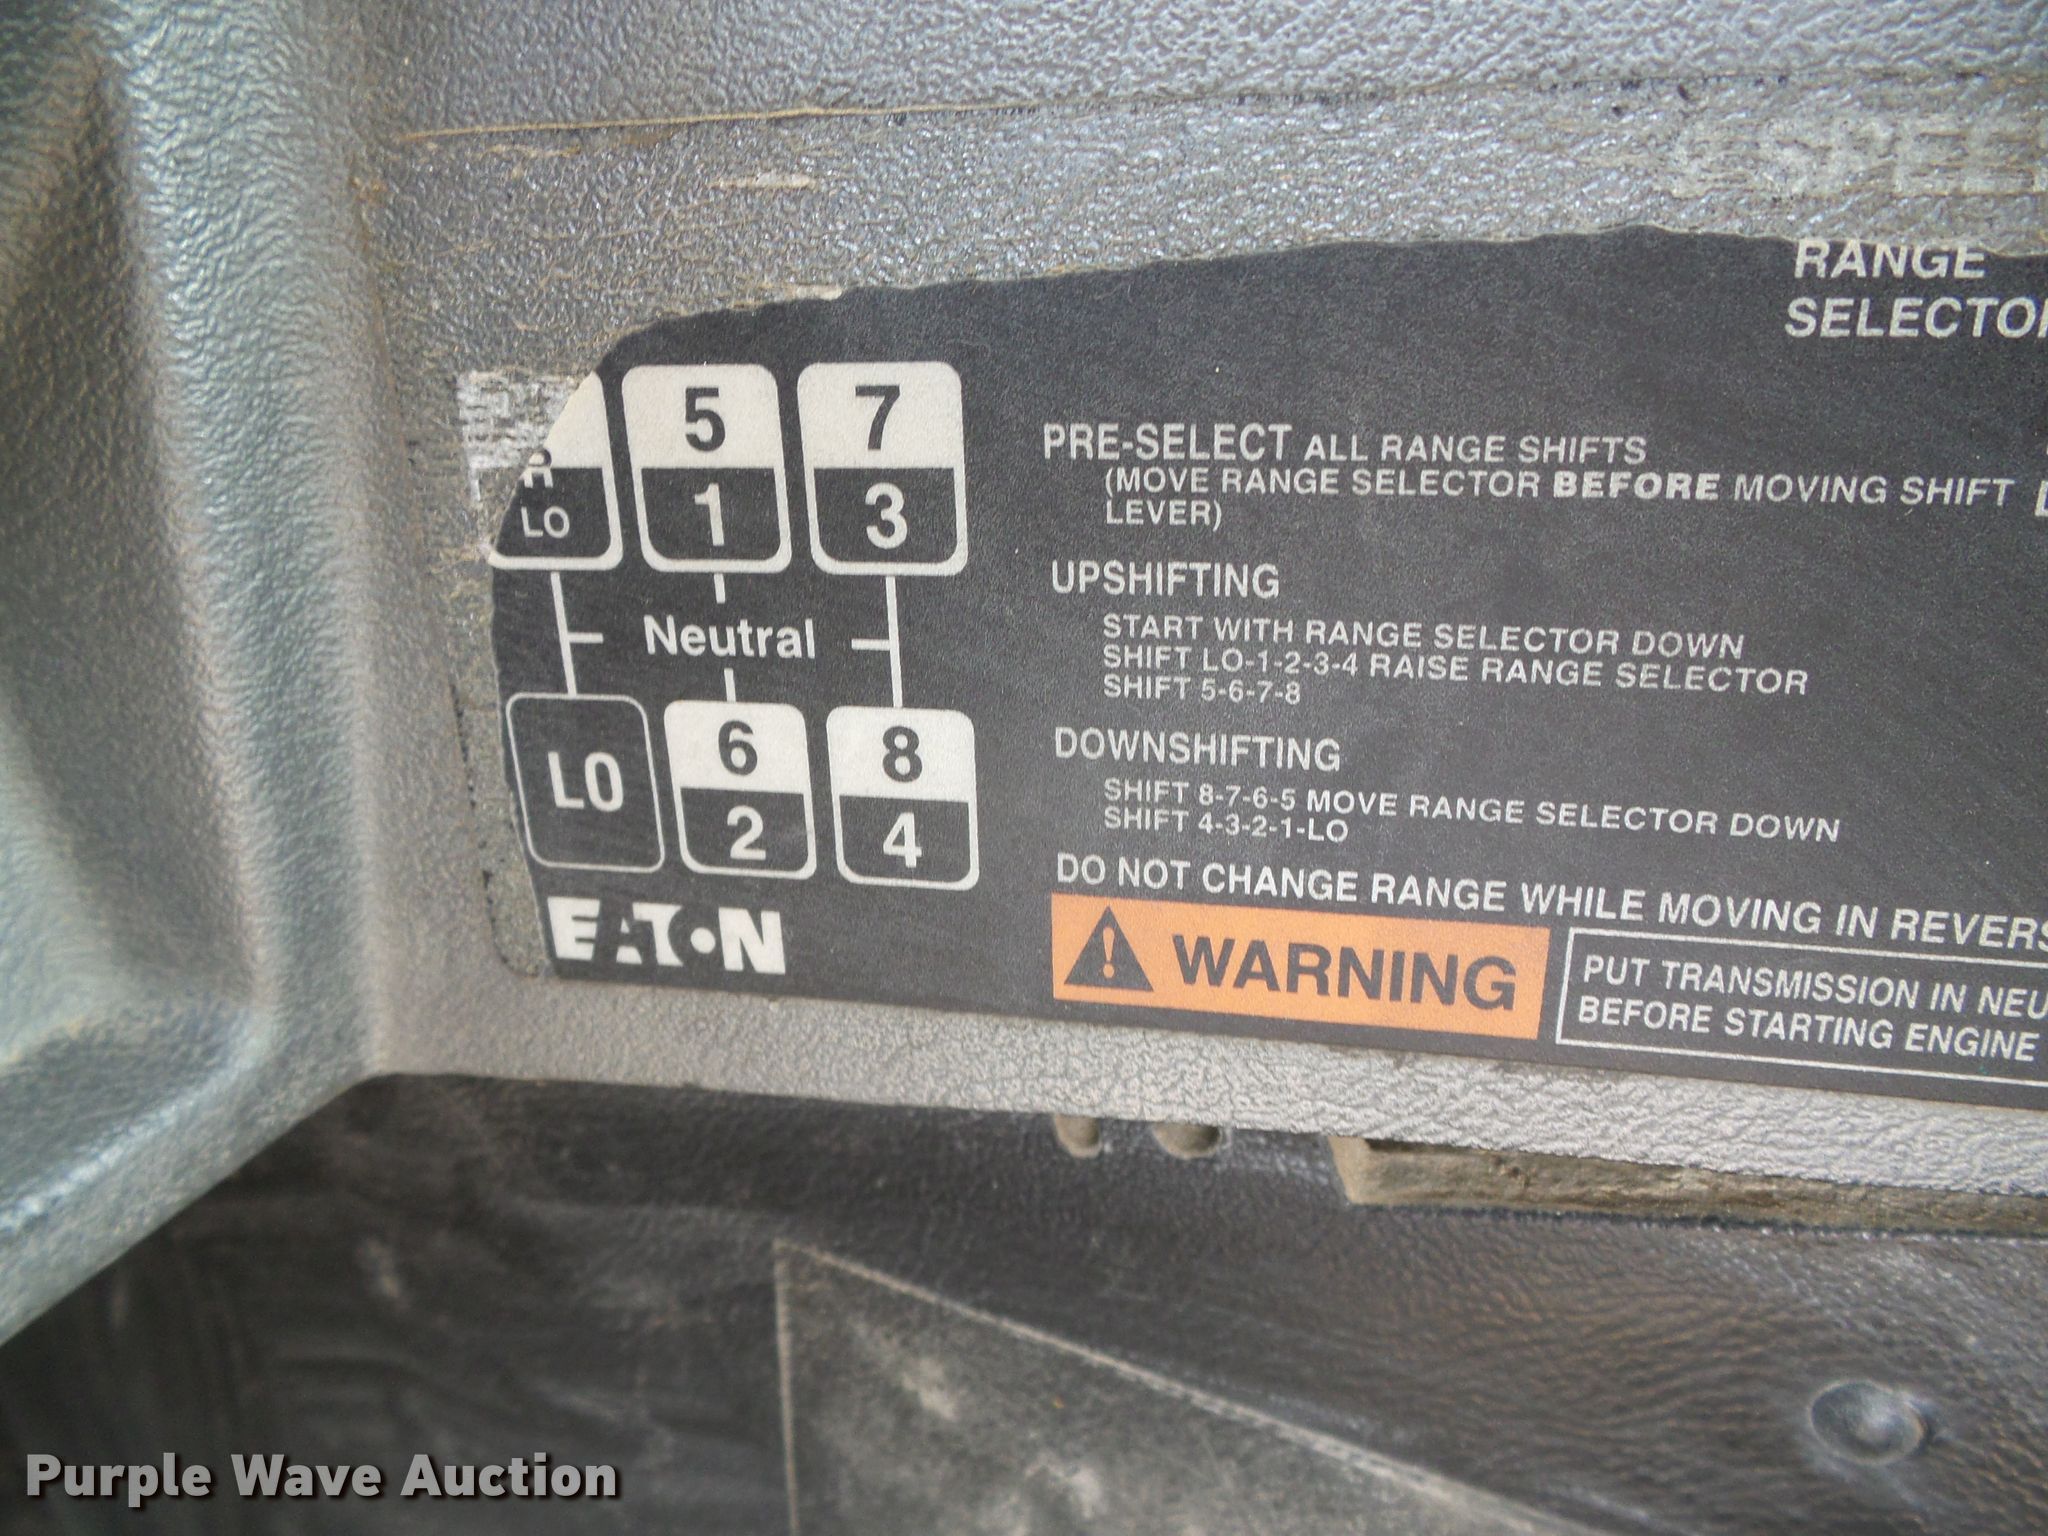 RANGE
SELECTO
5 7
R
LO 1 3
Neutral
LO 6 8
2 4
EATON
PRE-SELECT ALL RANGE SHIFTS
(MOVE RANGE SELECTOR BEFORE MOVING SHIFT
LEVER)
UPSHIFTING
START WITH RANGE SELECTOR DOWN
SHIFT LO-1-2-3-4 RAISE RANGE SELECTOR
SHIFT 5-6-7-8
DOWNSHIFTING
SHIFT 8-7-6-5 MOVE RANGE SELECTOR DOWN
SHIFT 4-3-2-1-LO
DO NOT CHANGE RANGE WHILE MOVING IN REVERS
WARNING
PUT TRANSMISSION IN NEU
BEFORE STARTING ENGINE
Purple Wave Auction